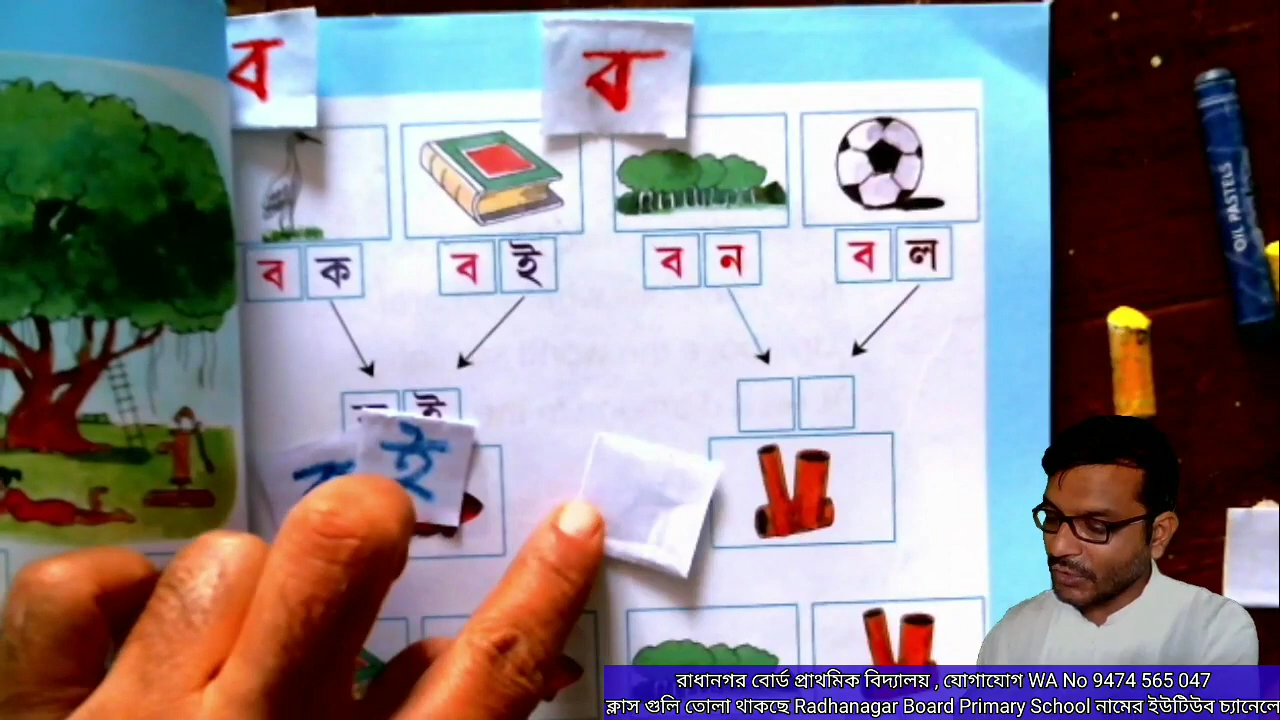 ব ব
ব ক ব ই ব ন ব ল
ই
ই
OIL PASTELS
রাধানগর বোর্ড প্রাথমিক বিদ্যালয় , যোগাযোগ WA No 9474 565 047
ক্লাস গুলি তোলা থাকছে Radhanagar Board Primary School নামের ইউটিউব চ্যানেলে